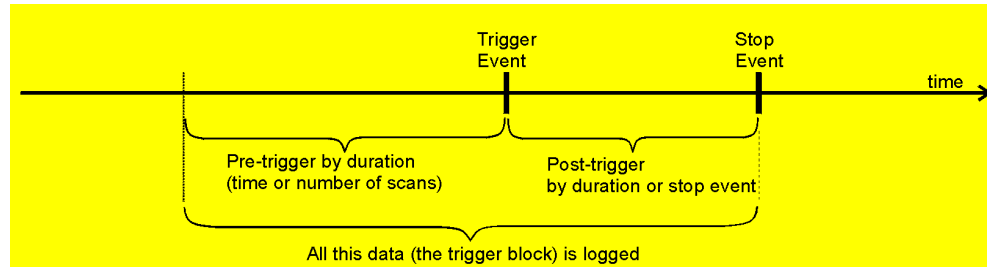 Trigger
Event
Stop
Event
time
Pre-trigger by duration
(time or number of scans)
Post-trigger
by duration or stop event
All this data (the trigger block) is logged